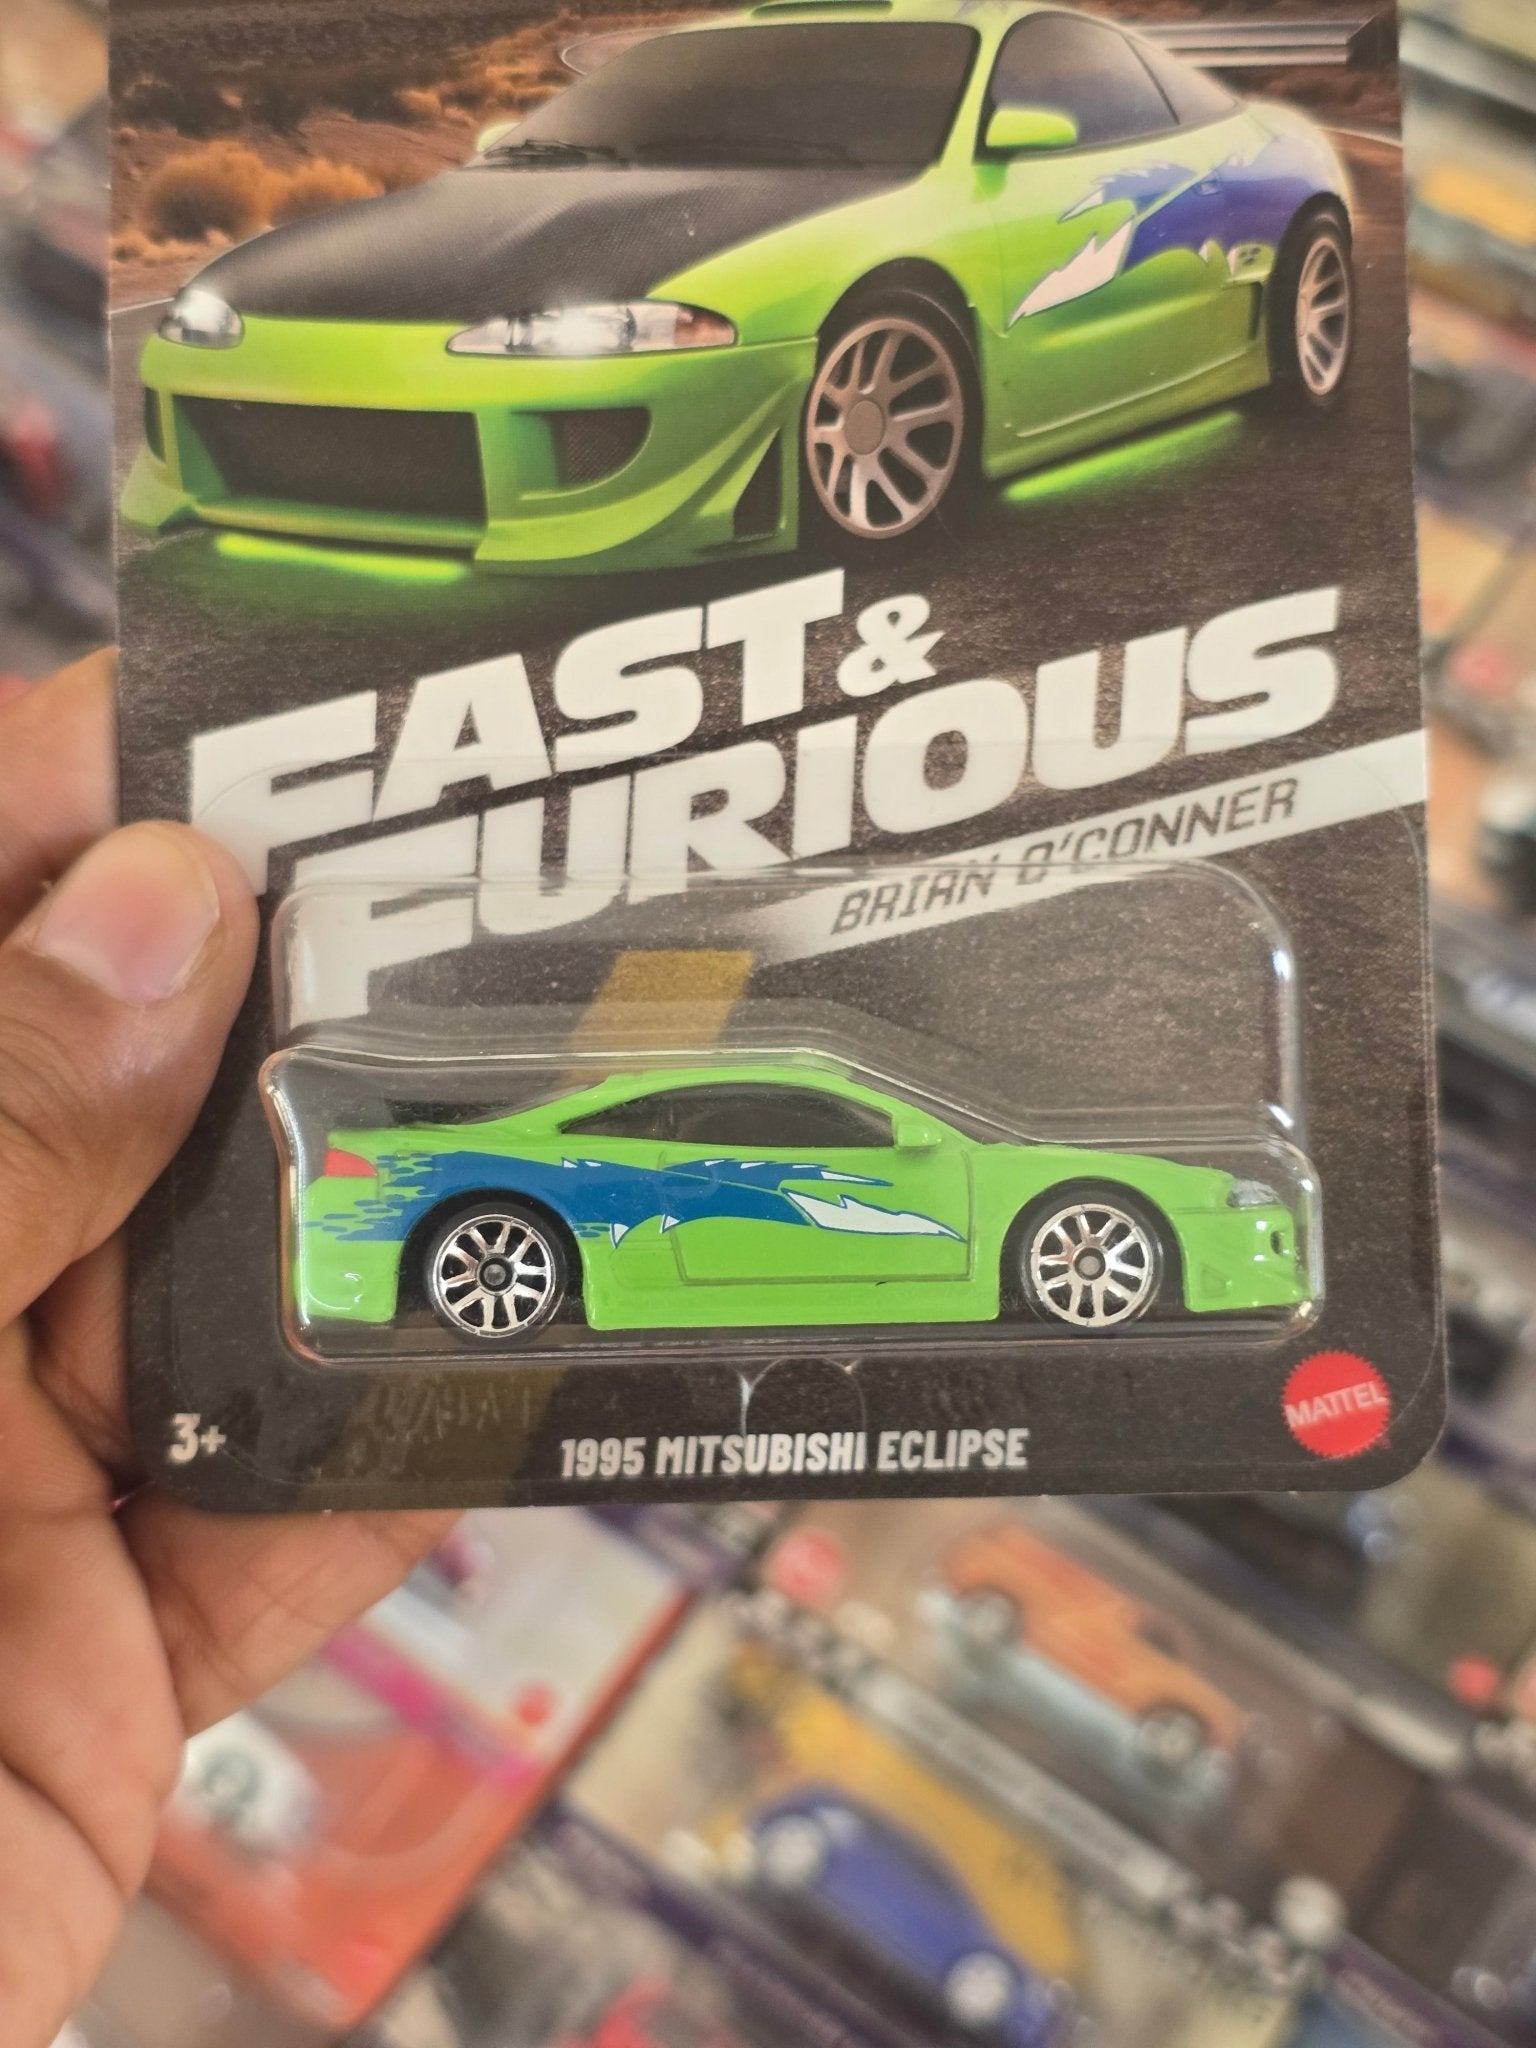 FAST &
FURIOUS
BRIAN O'CONNER
3+
1995 MITSUBISHI ECLIPSE
MATTEL